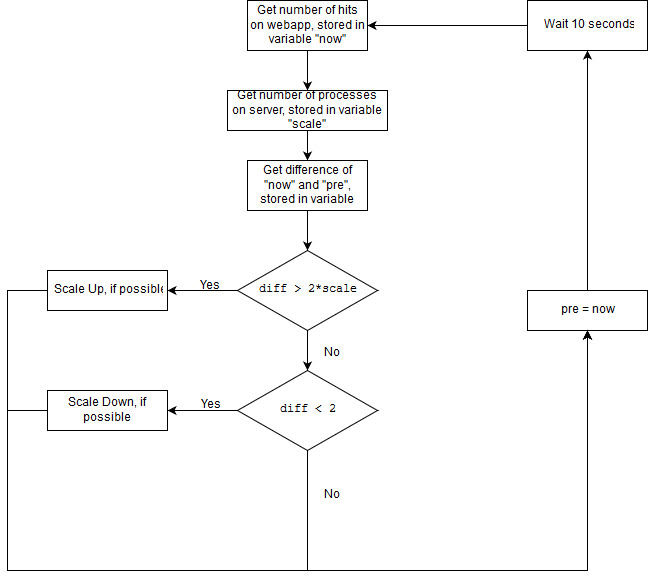 Get number of hits
on webapp, stored in
variable "now"
Wait 10 seconds
Get number of processes
on server, stored in variable
"scale"
Get difference of
"now" and "pre",
stored in variable
diff > 2*scale
Yes
Scale Up, if possible
pre = now
No
Scale Down, if
possible
Yes
diff < 2
No